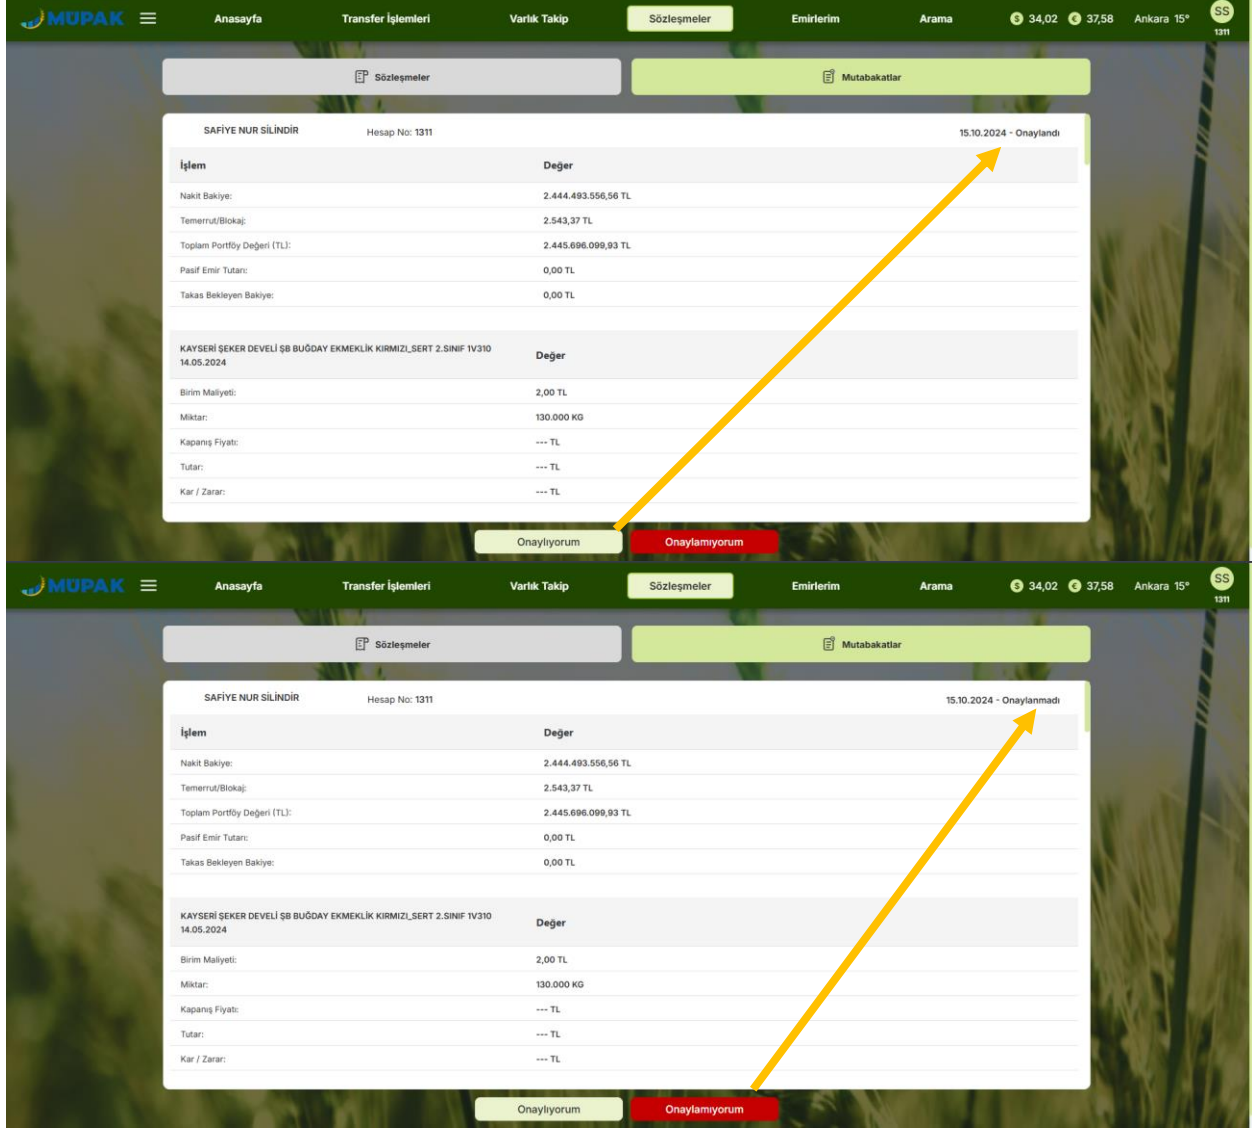 MÜPAK Anasayfa Transfer İşlemleri Varlık Takip Sözleşmeler Emirlerim Arama $ 34,02 € 37,58 Ankara 15° SS
1311
Sözleşmeler Mutabakatlar
SAFİYE NUR SİLİNDİR Hesap No: 1311 15.10.2024 - Onaylandı
İşlem Değer
Nakit Bakiye: 2.444.493.556,56 TL
Temerrut/Blokaj: 2.543,37 TL
Toplam Portföy Değeri (TL): 2.445.696.099,93 TL
Pasif Emir Tutarı: 0,00 TL
Takas Bekleyen Bakiye: 0,00 TL
KAYSERİ ŞEKER DEVELİ ŞB BUĞDAY EKMEKLİK KIRMIZI_SERT 2.SINIF 1V310
14.05.2024 Değer
Birim Maliyeti: 2,00 TL
Miktar: 130.000 KG
Kapanış Fiyatı: --- TL
Tutar: --- TL
Kar / Zarar: --- TL
Onaylıyorum Onaylamıyorum
MÜPAK Anasayfa Transfer İşlemleri Varlık Takip Sözleşmeler Emirlerim Arama $ 34,02 € 37,58 Ankara 15° SS
1311
Sözleşmeler Mutabakatlar
SAFİYE NUR SİLİNDİR Hesap No: 1311 15.10.2024 - Onaylanmadı
İşlem Değer
Nakit Bakiye: 2.444.493.556,56 TL
Temerrut/Blokaj: 2.543,37 TL
Toplam Portföy Değeri (TL): 2.445.696.099,93 TL
Pasif Emir Tutarı: 0,00 TL
Takas Bekleyen Bakiye: 0,00 TL
KAYSERİ ŞEKER DEVELİ ŞB BUĞDAY EKMEKLİK KIRMIZI_SERT 2.SINIF 1V310
14.05.2024 Değer
Birim Maliyeti: 2,00 TL
Miktar: 130.000 KG
Kapanış Fiyatı: --- TL
Tutar: --- TL
Kar / Zarar: --- TL
Onaylıyorum Onaylamıyorum